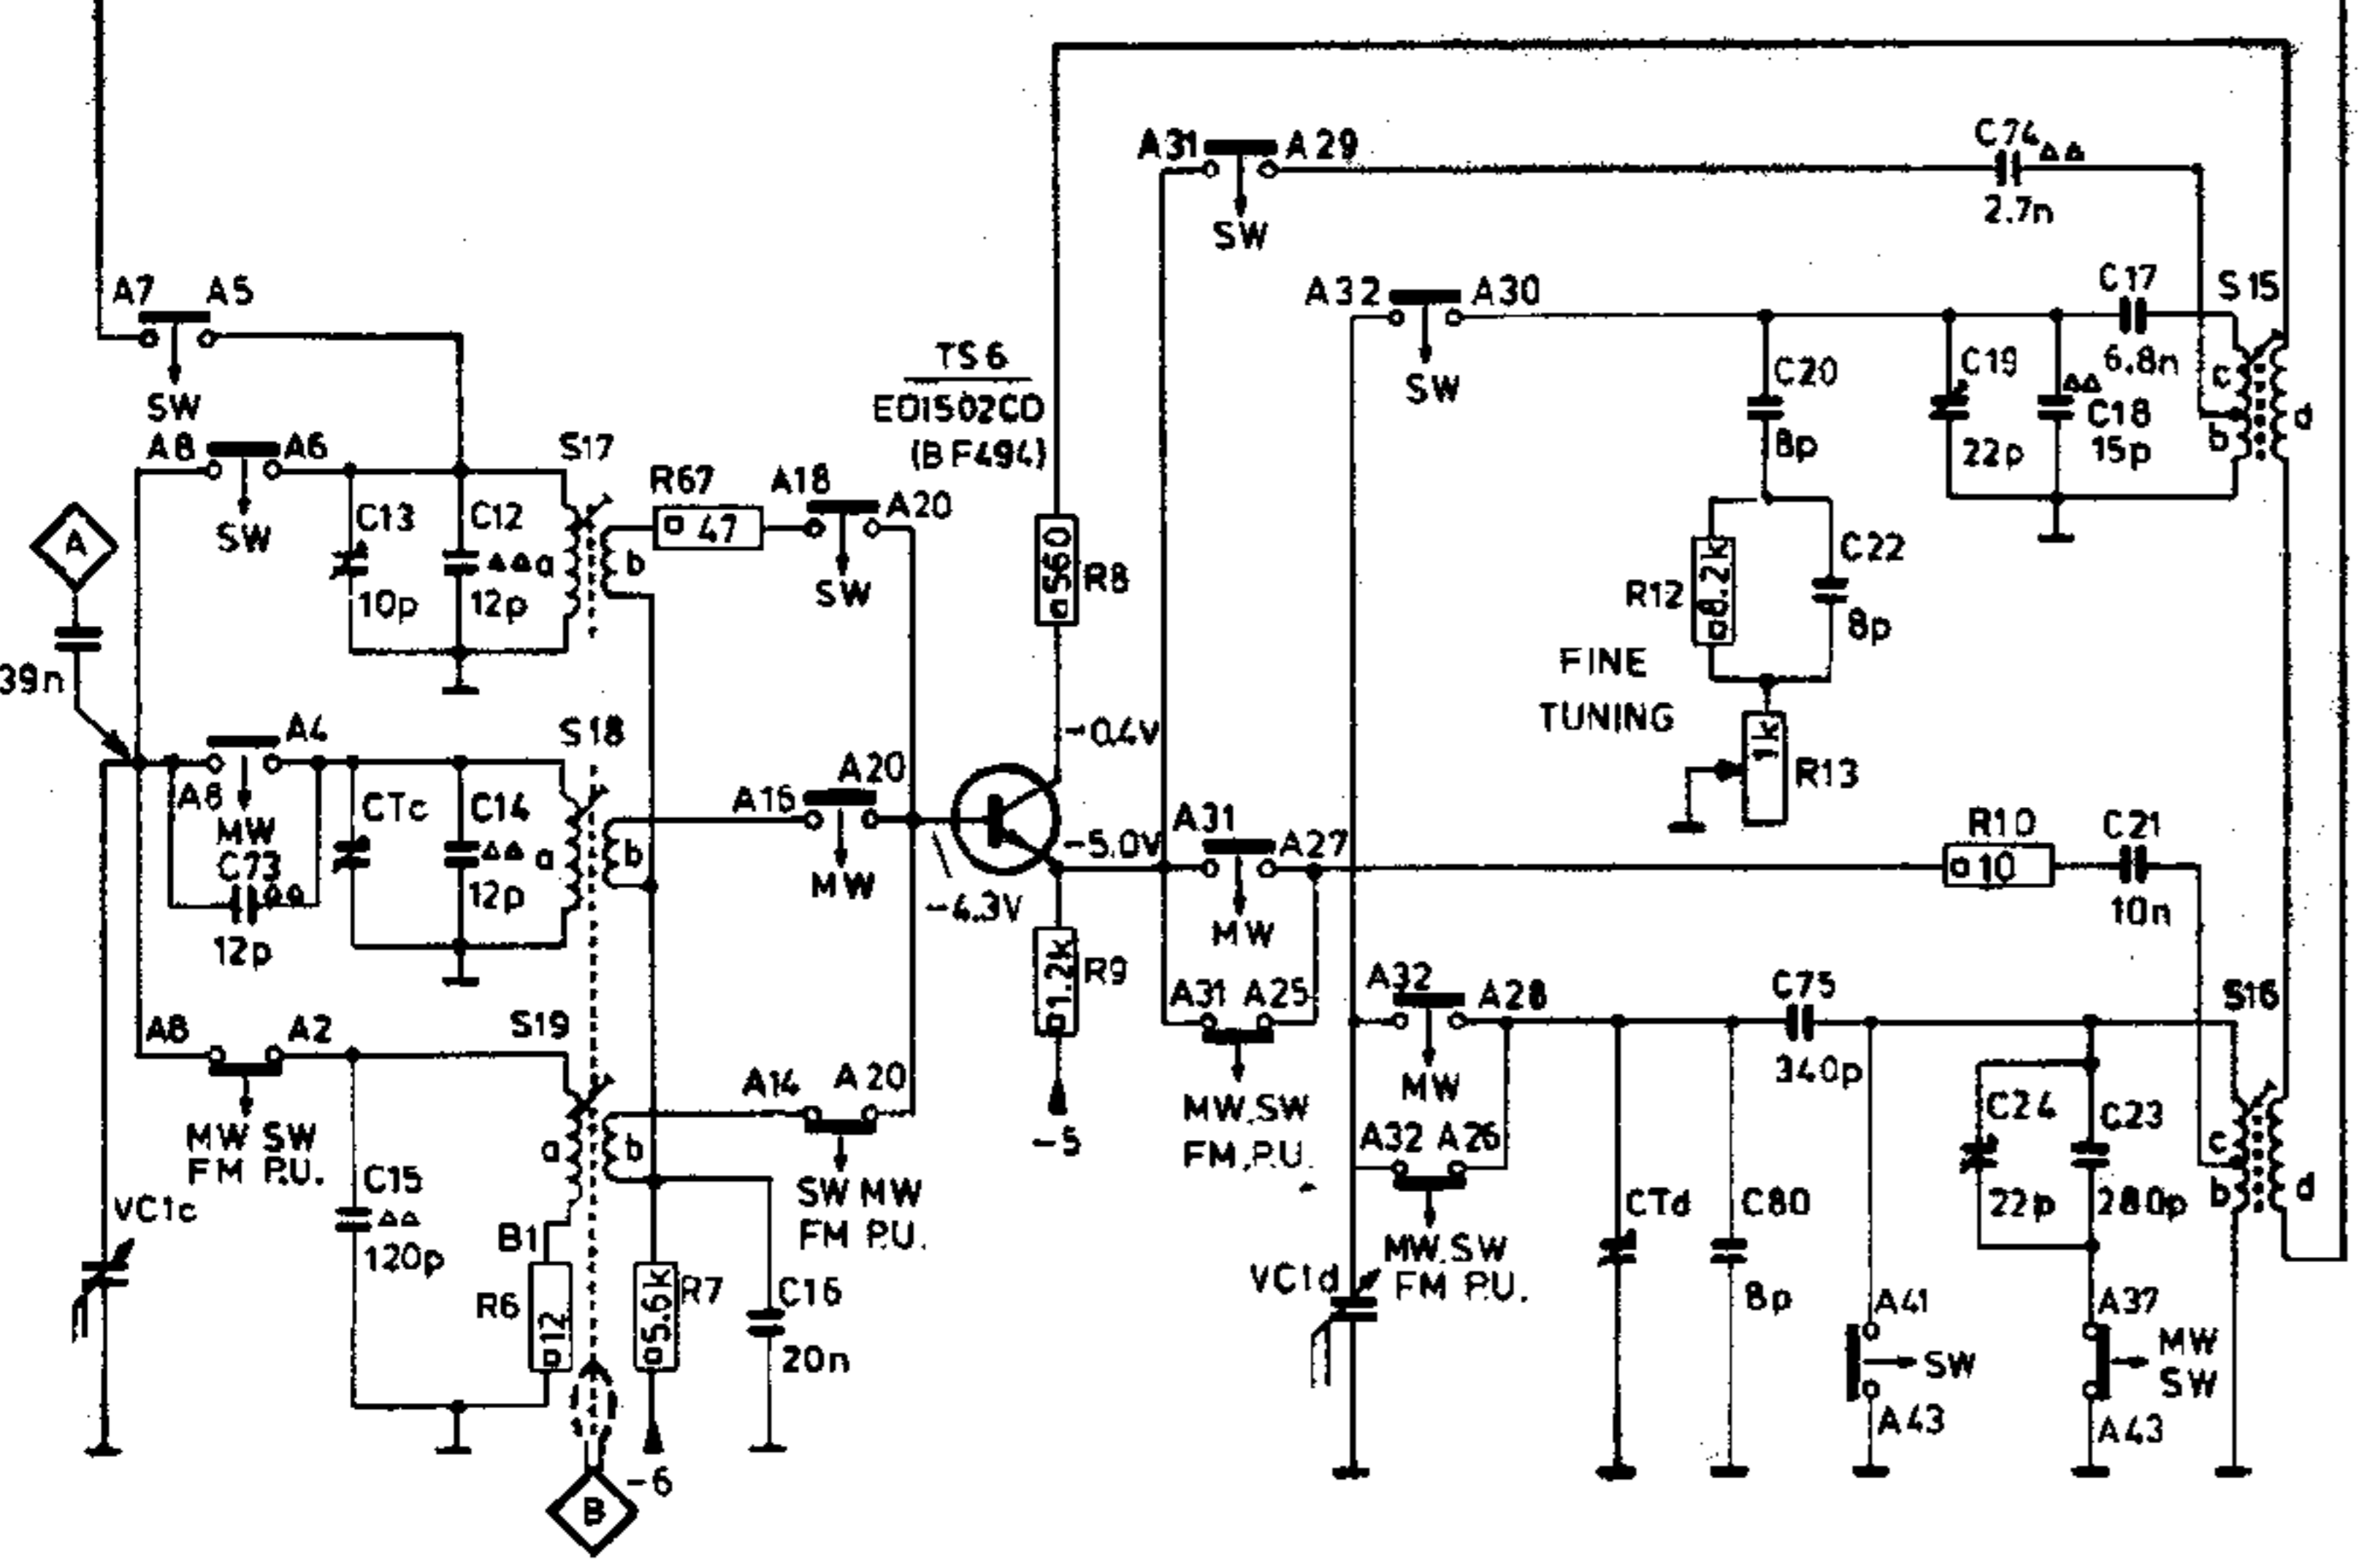 A31 A29
C74
2.7n
SW
A7 A5
SW
A32 A30
SW
C17
6.8n
S15
c
b
d
C20
8p
C19
22p
C18
15p
TS6
E01502CD
(BF494)
A8 A6
SW
S17
C13
10p
C12
12p
a
b
R67
47
A18 A20
SW
A
39n
560
R8
R12
8.2k
C22
8p
FINE
TUNING
1k
R13
A4
A8
MW
C73
12p
CTc
C14
12p
S18
a
b
A16 A20
MW
-0.4V
-5.0V
-4.3V
A31 A27
MW
R10
10
C21
10n
1.2k
R9
-5
A31 A25
MW.SW
FM.P.U.
A32 A28
MW
C75
340p
S16
c
b
d
A8 A2
MW SW
FM P.U.
S19
a
b
A14 A20
SW MW
FM P.U.
A32 A26
MW.SW
FM P.U.
C24
22p
C23
280p
CTd
C80
8p
VC1c
C15
120p
B1
R6
12
5.6k
R7
C16
20n
VC1d
A41
SW
A43
A37
MW
SW
A43
-6
B